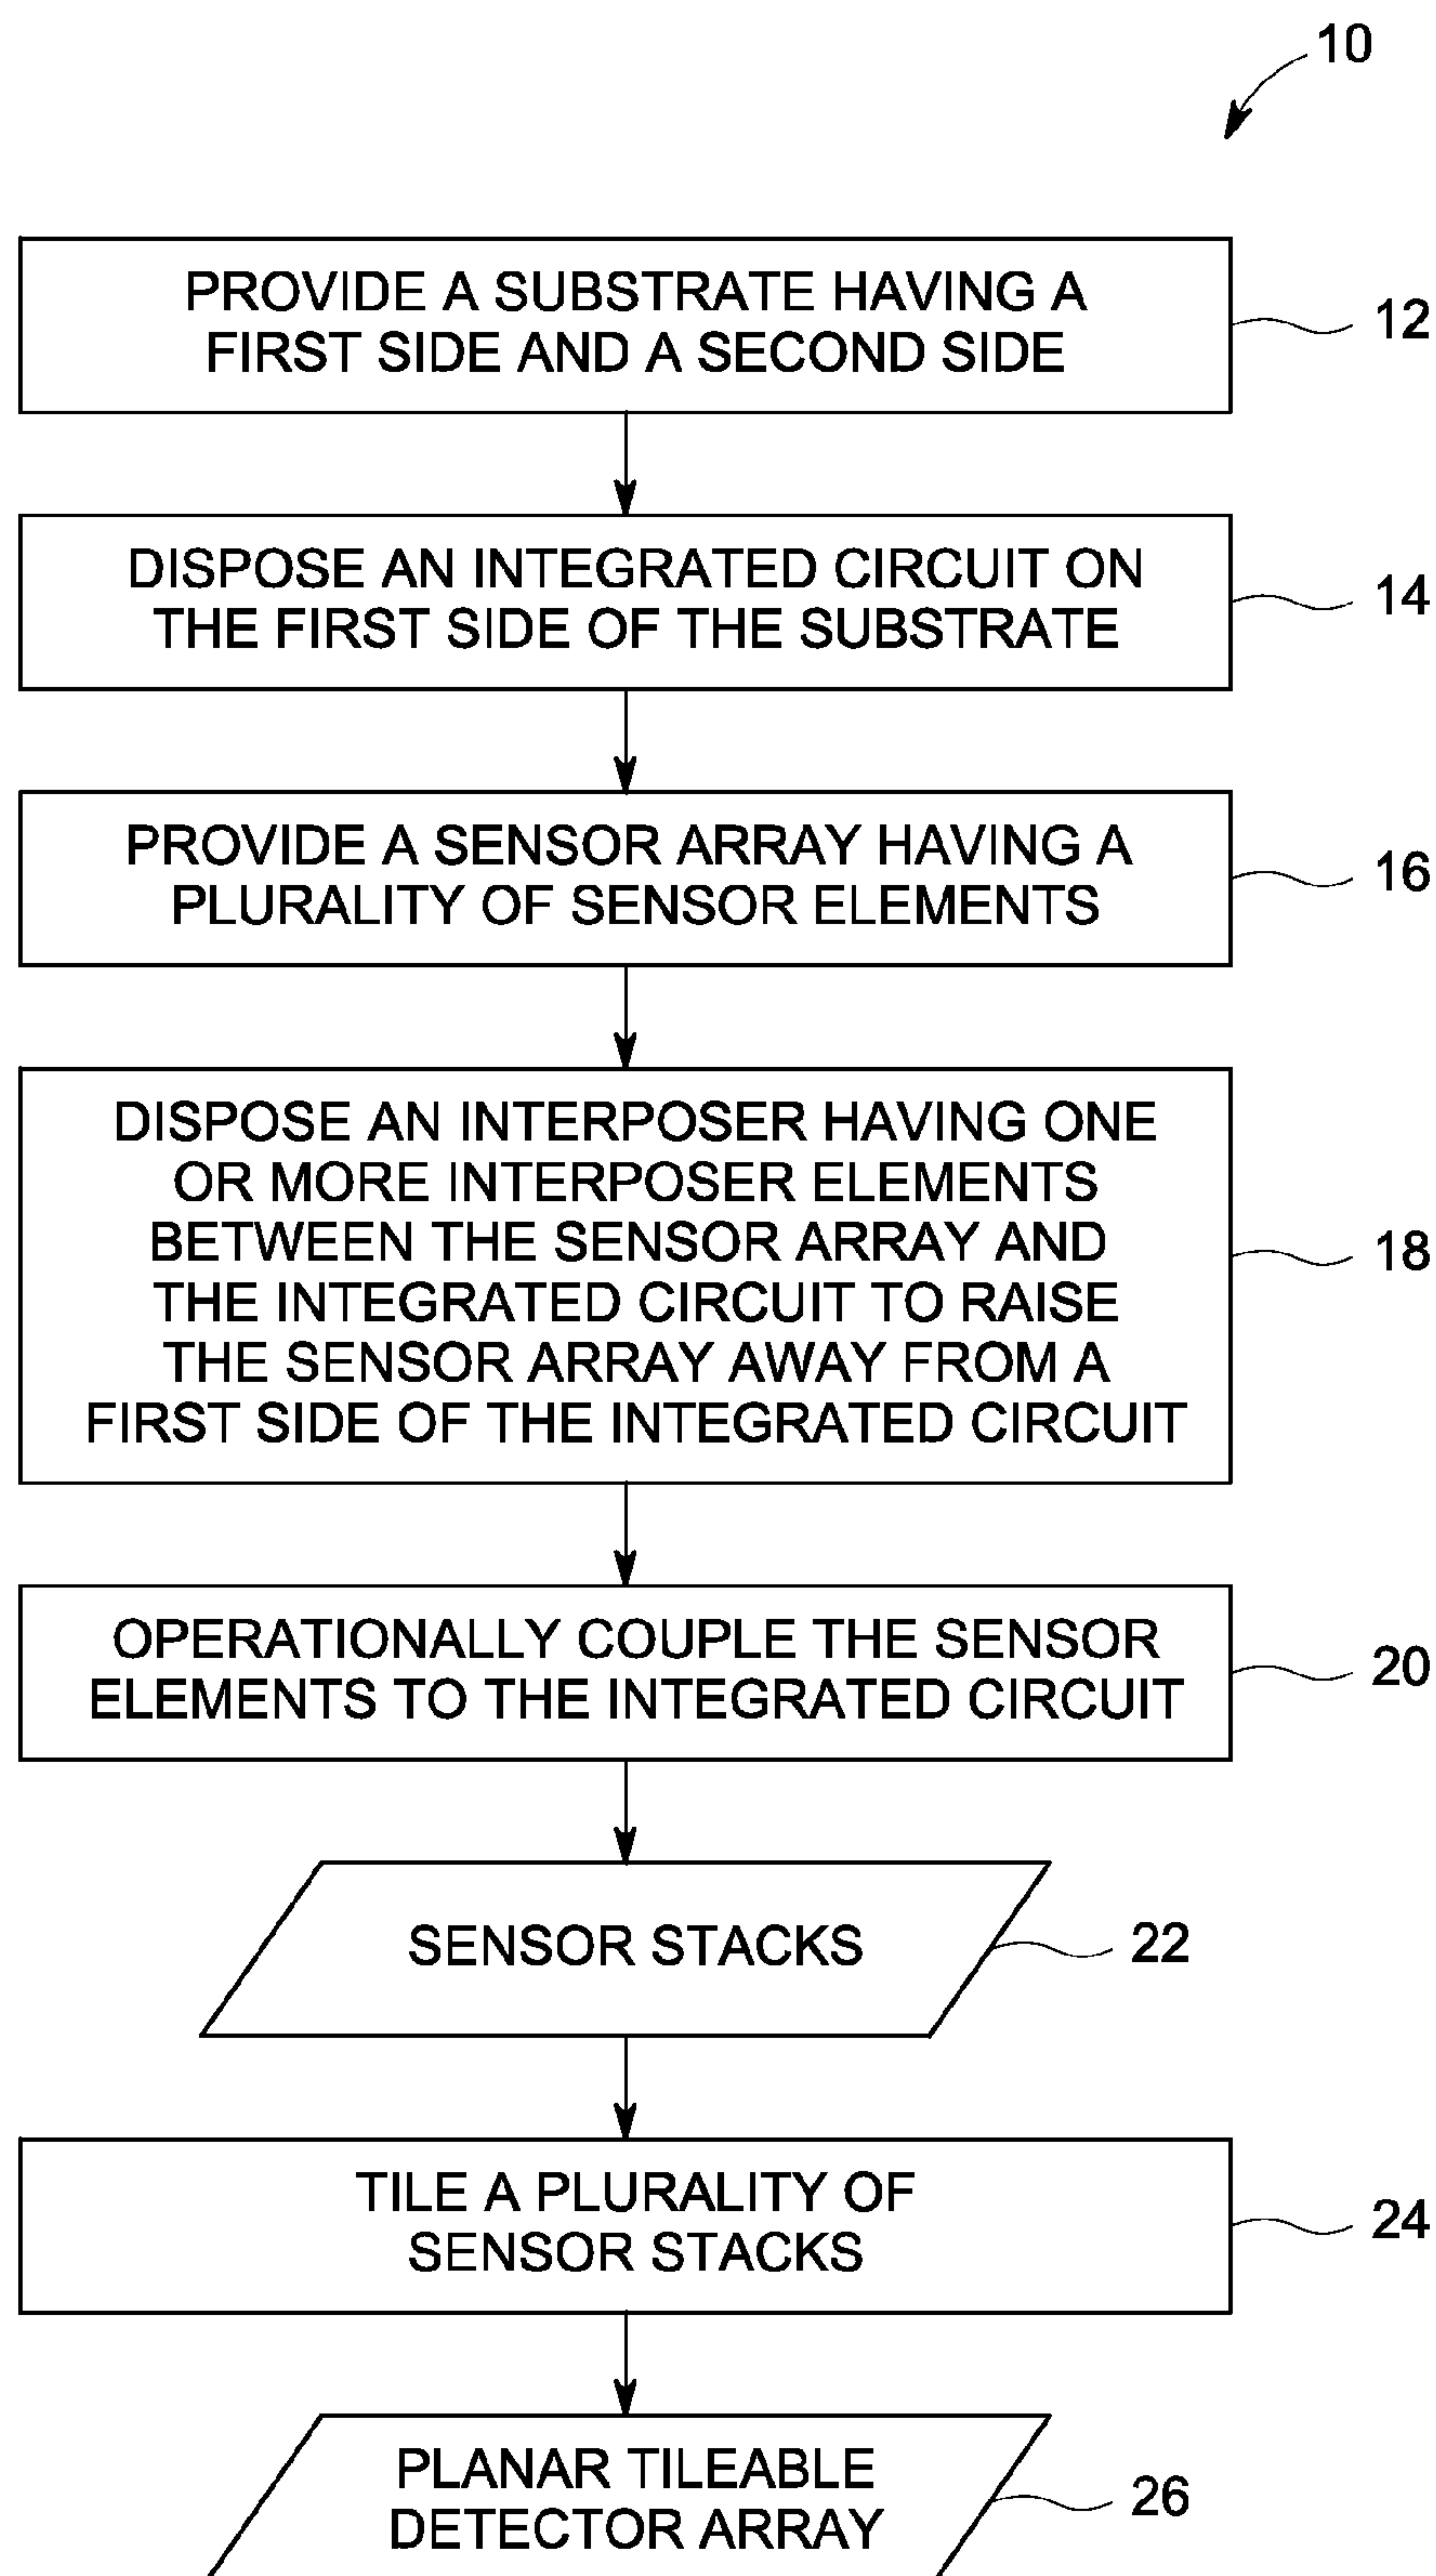 10
PROVIDE A SUBSTRATE HAVING A
FIRST SIDE AND A SECOND SIDE
12
DISPOSE AN INTEGRATED CIRCUIT ON
THE FIRST SIDE OF THE SUBSTRATE
14
PROVIDE A SENSOR ARRAY HAVING A
PLURALITY OF SENSOR ELEMENTS
16
DISPOSE AN INTERPOSER HAVING ONE
OR MORE INTERPOSER ELEMENTS
BETWEEN THE SENSOR ARRAY AND
THE INTEGRATED CIRCUIT TO RAISE
THE SENSOR ARRAY AWAY FROM A
FIRST SIDE OF THE INTEGRATED CIRCUIT
18
OPERATIONALLY COUPLE THE SENSOR
ELEMENTS TO THE INTEGRATED CIRCUIT
20
SENSOR STACKS
22
TILE A PLURALITY OF
SENSOR STACKS
24
PLANAR TILEABLE
DETECTOR ARRAY
26